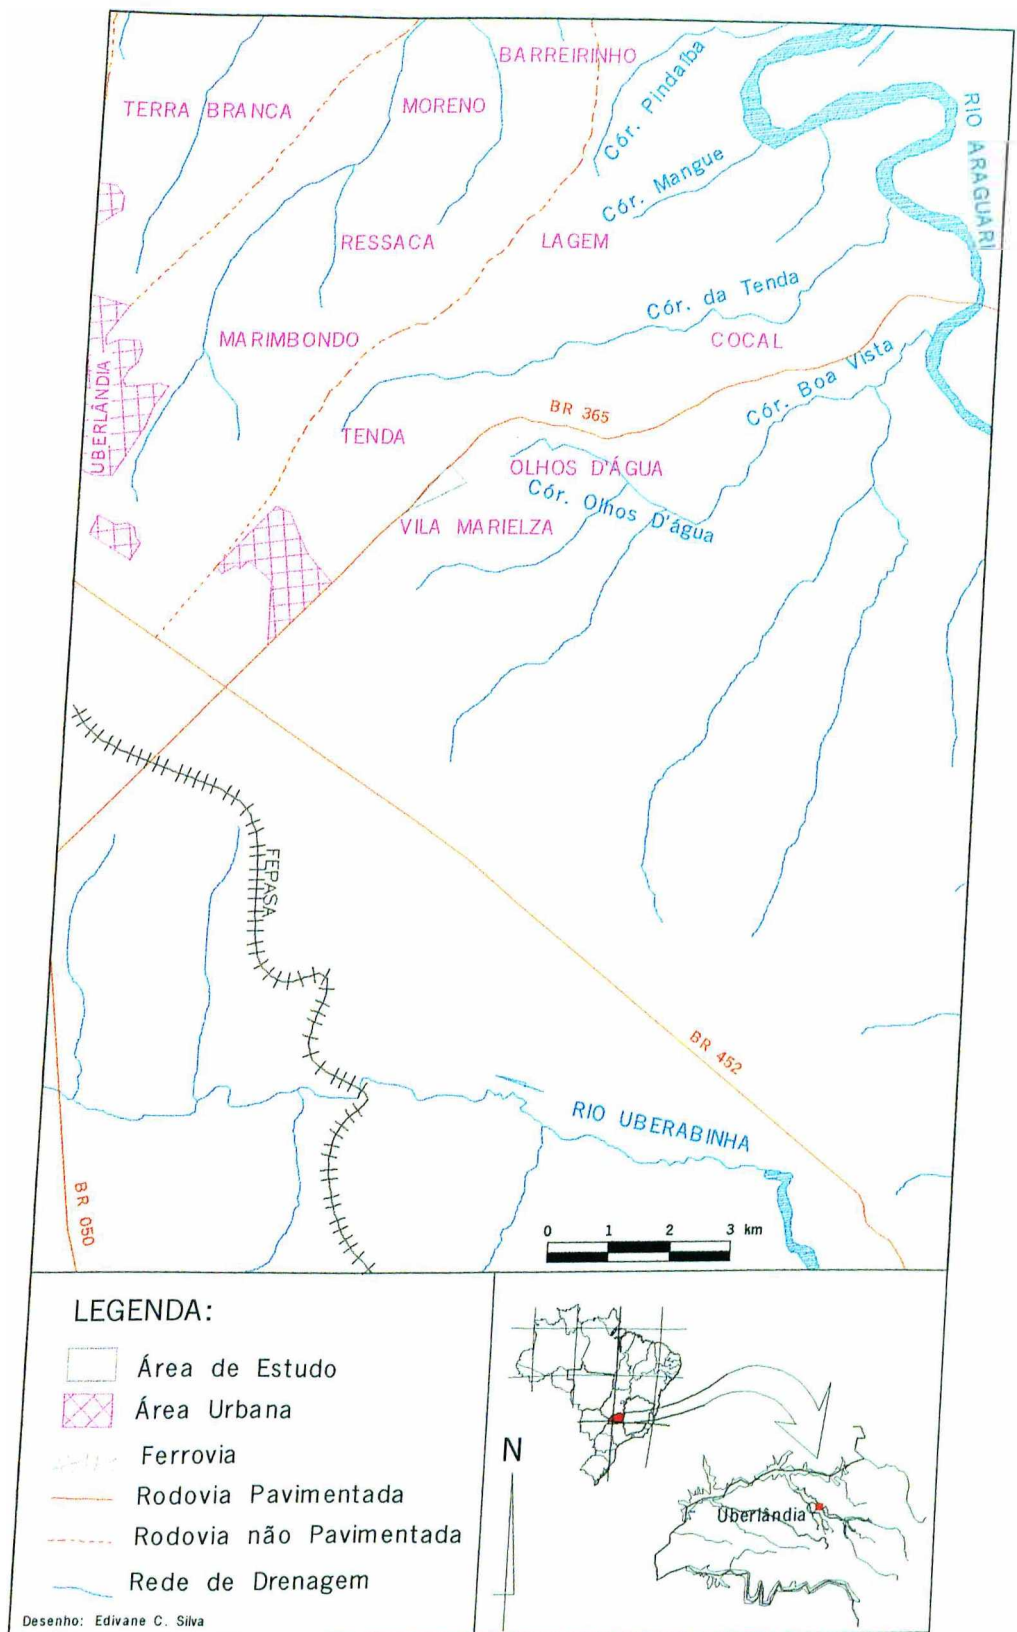 BARREIRINHO
TERRA BRANCA
MORENO
Cór. Pindaíba
RIO ARAGUARI
Cór. Mangue
RESSACA
LAGEM
Cór. da Tenda
MARIMBONDO
COCAL
UBERLÂNDIA
Cór. Boa Vista
BR 365
TENDA
OLHOS D'ÁGUA
Cór. Olhos D'água
VILA MARIELZA
FEPASA
BR 452
RIO UBERABINHA
BR 050
0 1 2 3 km
LEGENDA:
Área de Estudo
Área Urbana
Ferrovia
Rodovia Pavimentada
Rodovia não Pavimentada
Rede de Drenagem
Desenho: Edivane C. Silva
N
Uberlândia